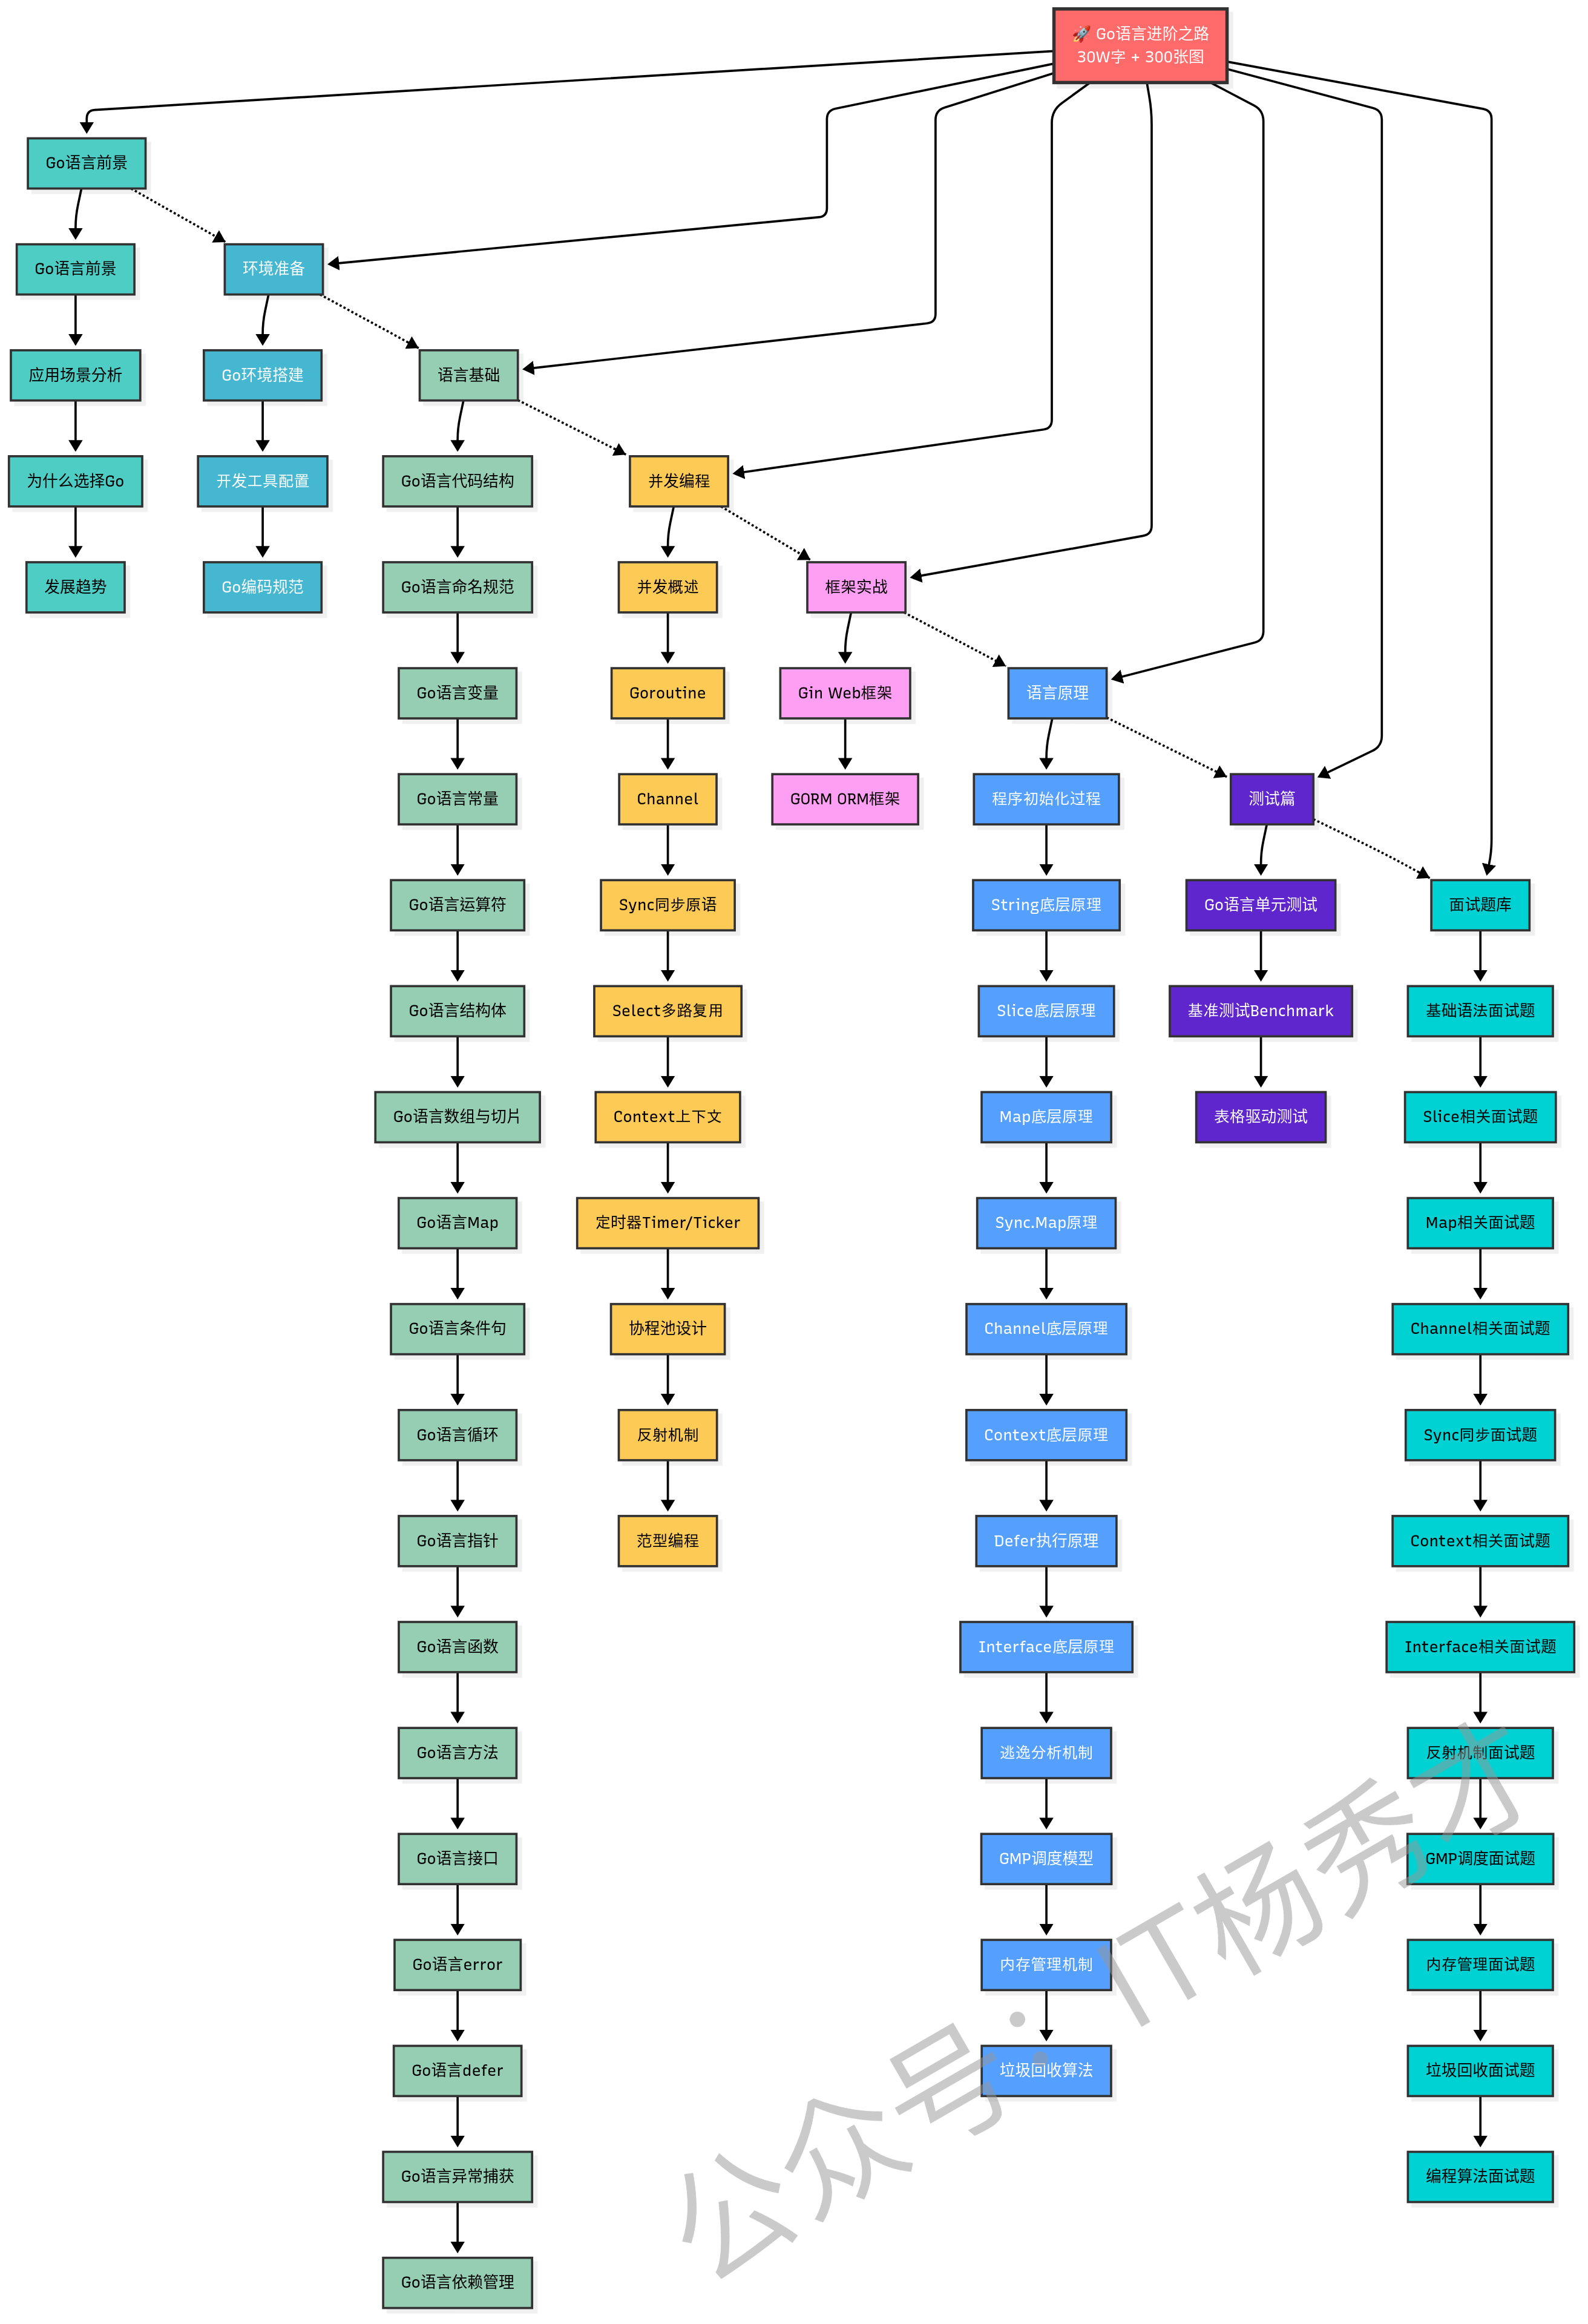 🚀 Go语言进阶之路
30W字 + 300张图
Go语言前景
Go语言前景
应用场景分析
为什么选择Go
发展趋势
环境准备
Go环境搭建
开发工具配置
Go编码规范
语言基础
Go语言代码结构
Go语言命名规范
Go语言变量
Go语言常量
Go语言运算符
Go语言结构体
Go语言数组与切片
Go语言Map
Go语言条件句
Go语言循环
Go语言指针
Go语言函数
Go语言方法
Go语言接口
Go语言error
Go语言defer
Go语言异常捕获
Go语言依赖管理
并发编程
并发概述
Goroutine
Channel
Sync同步原语
Select多路复用
Context上下文
定时器Timer/Ticker
协程池设计
反射机制
范型编程
框架实战
Gin Web框架
GORM ORM框架
语言原理
程序初始化过程
String底层原理
Slice底层原理
Map底层原理
Sync.Map原理
Channel底层原理
Context底层原理
Defer执行原理
Interface底层原理
逃逸分析机制
GMP调度模型
内存管理机制
垃圾回收算法
测试篇
Go语言单元测试
基准测试Benchmark
表格驱动测试
面试题库
基础语法面试题
Slice相关面试题
Map相关面试题
Channel相关面试题
Sync同步面试题
Context相关面试题
Interface相关面试题
反射机制面试题
GMP调度面试题
内存管理面试题
垃圾回收面试题
编程算法面试题
公众号：IT杨秀才